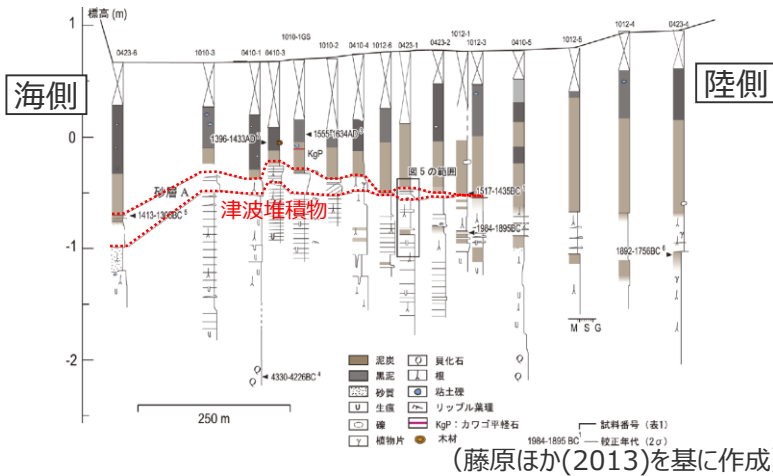 標高 (m)
1
0
-1
-2
海側
陸側
0423-6
1010-3
0410-1
0410-3
1010-1GS
1010-2
0410-4
1012-6
0423-1
0423-2
1012-1
1012-3
0410-5
1012-5
1012-4
0423-4
1396-1433AD
1555-1634AD
KgP
図5の範囲
砂層 A
津波堆積物
1517-1435BC
1984-1895BC
1892-1756BC 6
4330-4226BC 4
M S G
250 m
泥炭
黒泥
砂質
生痕
礫
植物片
貝化石
根
粘土礫
リップル葉理
KgP:カワゴ平軽石
木材
試料番号 (表1)
1984-1895 BC
較正年代 (2σ)
(藤原ほか(2013)を基に作成